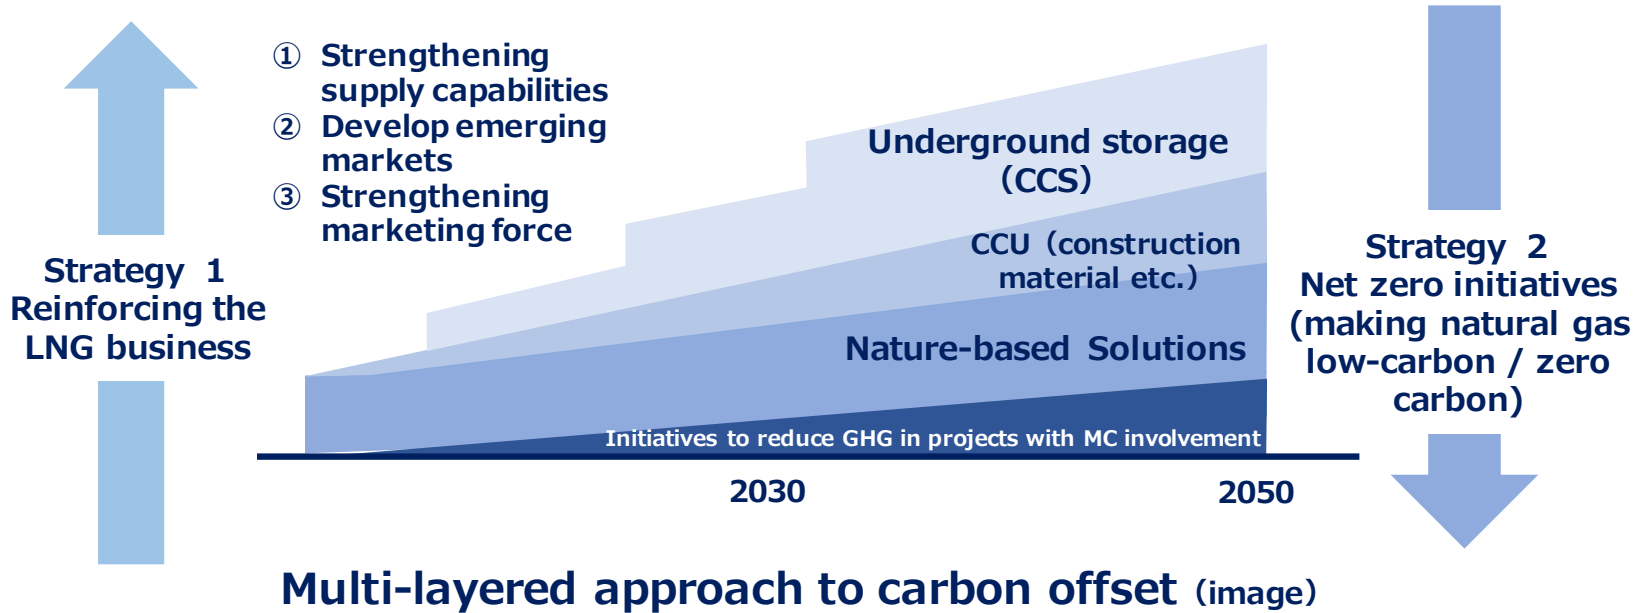 Strategy 1
Reinforcing the
LNG business
① Strengthening
supply capabilities
② Develop emerging
markets
③ Strengthening
marketing force
Underground storage
（CCS）
CCU（construction
material etc.）
Nature-based Solutions
Initiatives to reduce GHG in projects with MC involvement
2030
2050
Strategy 2
Net zero initiatives
(making natural gas
low-carbon / zero
carbon)
Multi-layered approach to carbon offset（image）